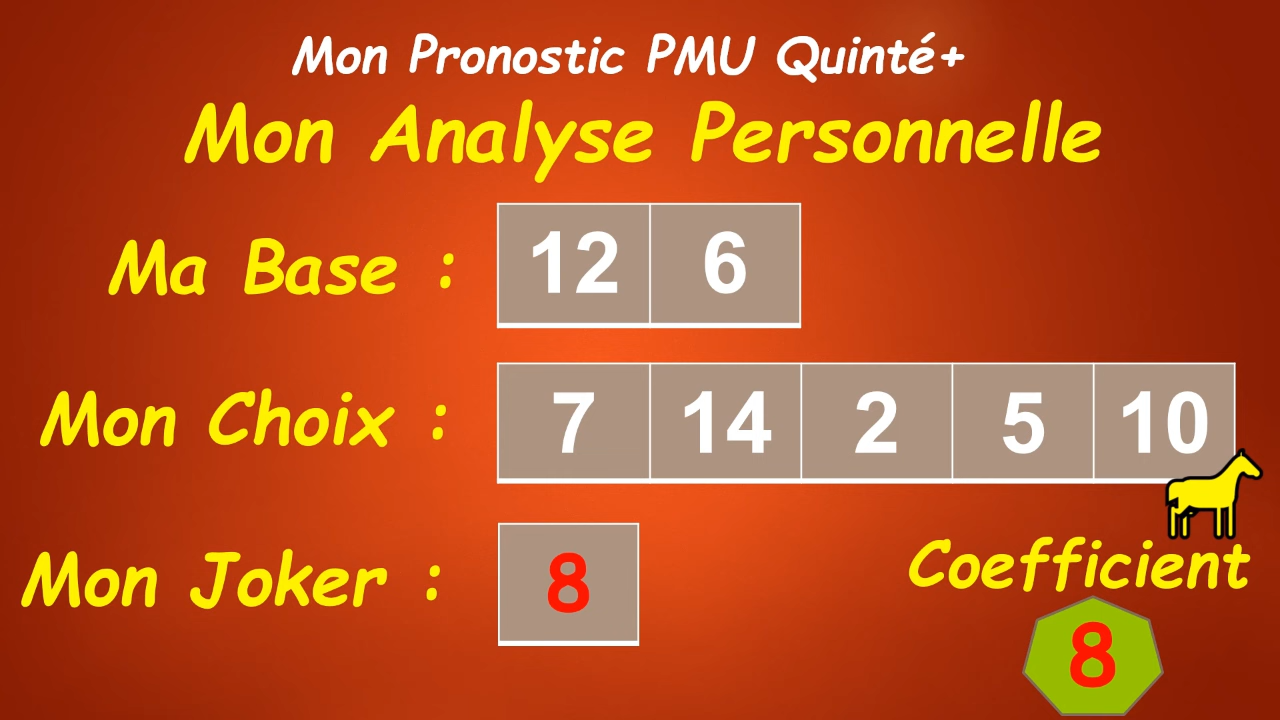 Mon Pronostic PMU Quinté+
Mon Analyse Personnelle
Ma Base : 12 6
Mon Choix : 7 14 2 5 10
Mon Joker : 8
Coefficient
8